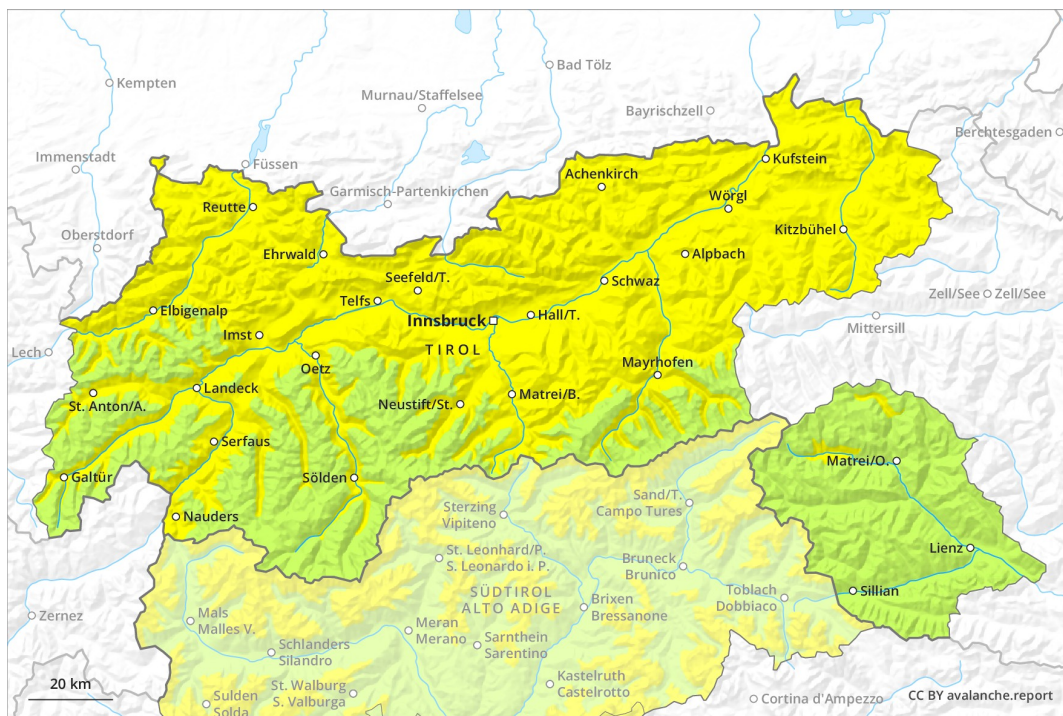 Kempten
Bad Tölz
Murnau/Staffelsee
Bayrischzell
Berchtesgaden
Immenstadt
Füssen
Kufstein
Achenkirch
Garmisch-Partenkirchen
Wörgl
Reutte
Oberstdorf
Kitzbühel
Ehrwald
Alpbach
Seefeld/T.
Schwaz
Telfs
Zell/See
Zell/See
Elbigenalp
Innsbruck
Hall/T.
Mittersill
Imst
Lech
TIROL
Oetz
Mayrhofen
Landeck
Matrei/B.
St. Anton/A.
Neustift/St.
Serfaus
Matrei/O.
Galtür
Sölden
Sand/T.
Campo Tures
Sterzing
Vipiteno
Nauders
Lienz
St. Leonhard/P.
S. Leonardo i. P.
Bruneck
Brunico
SÜDTIROL
ALTO ADIGE
Toblach
Dobbiaco
Sillian
Brixen
Bressanone
Zernez
Mals
Malles V.
Meran
Merano
Sarnthein
Sarentino
Schlanders
Silandro
Kastelruth
Castelrotto
20 km
St. Walburg
S. Valburga
Sulden
Solda
Cortina d'Ampezzo
CC BY avalanche.report